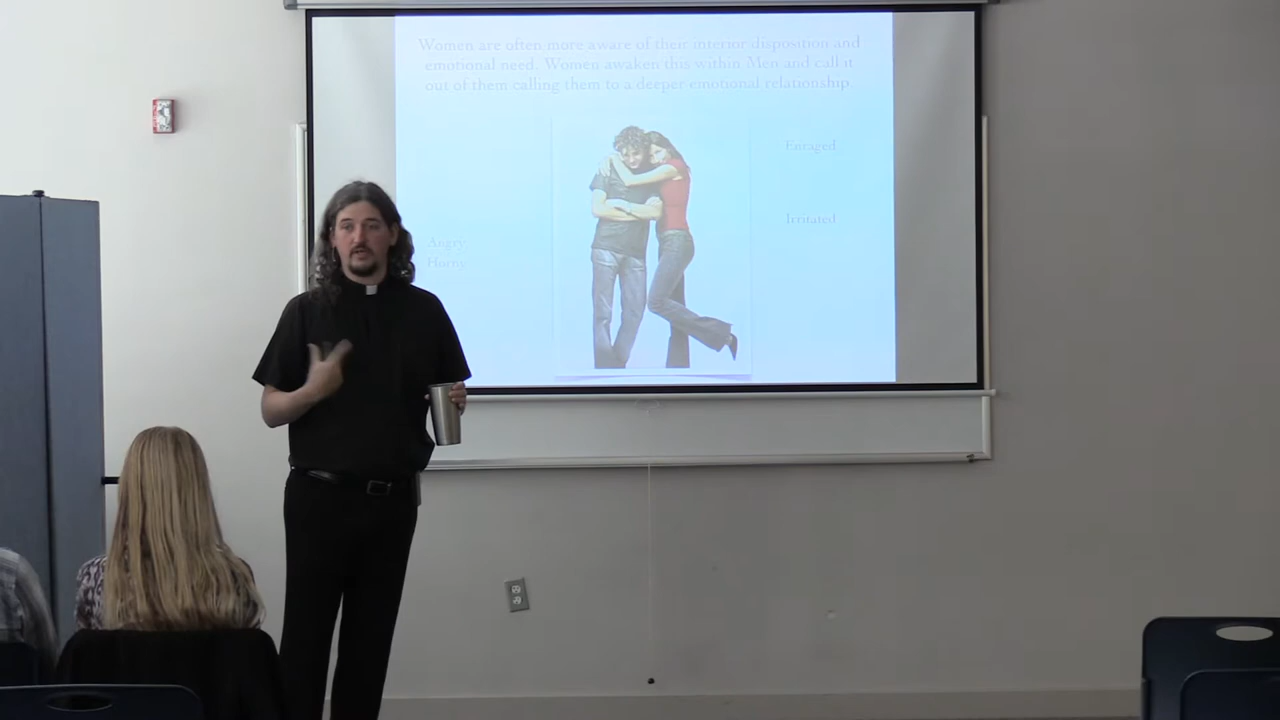 Women are often more aware of their interior disposition and
emotional need. Women awaken this within Men and call it
out of them calling them to a deeper emotional relationship.
Enraged
Irritated
Angry
Horny